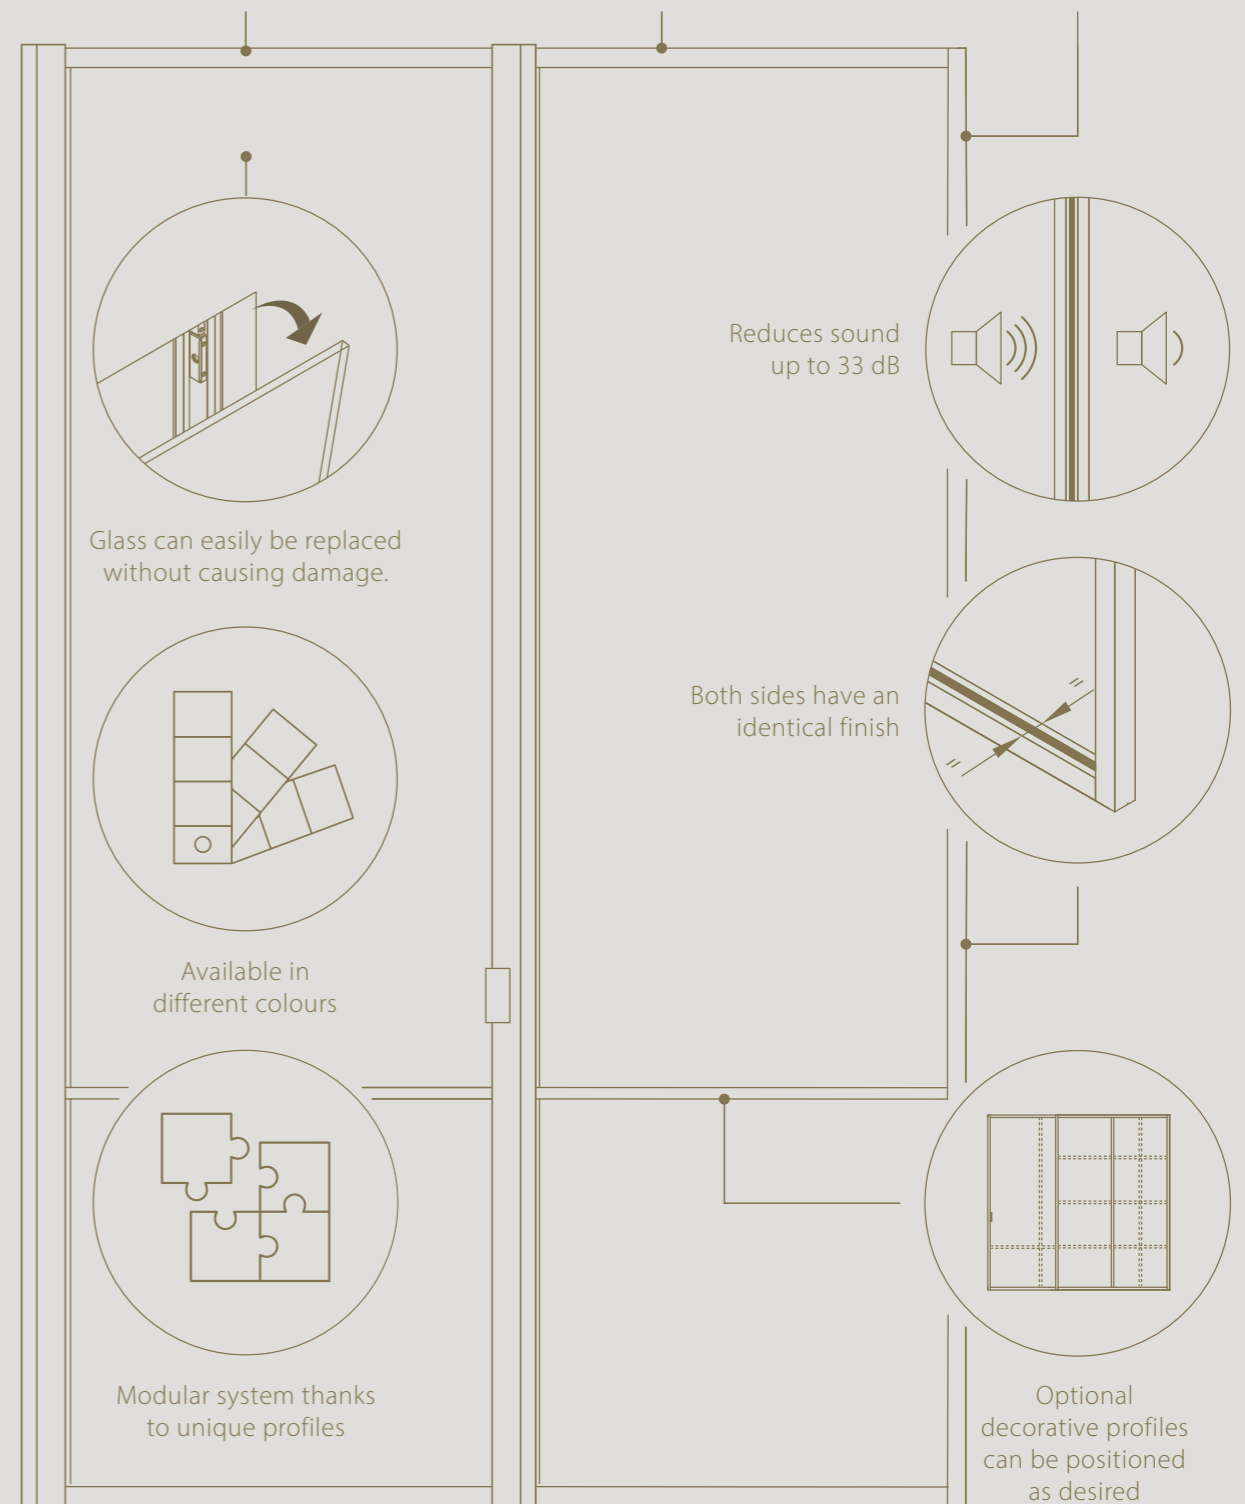 Reduces sound
up to 33 dB
Glass can easily be replaced
without causing damage.
Both sides have an
identical finish
Available in
different colours
Modular system thanks
to unique profiles
Optional
decorative profiles
can be positioned
as desired